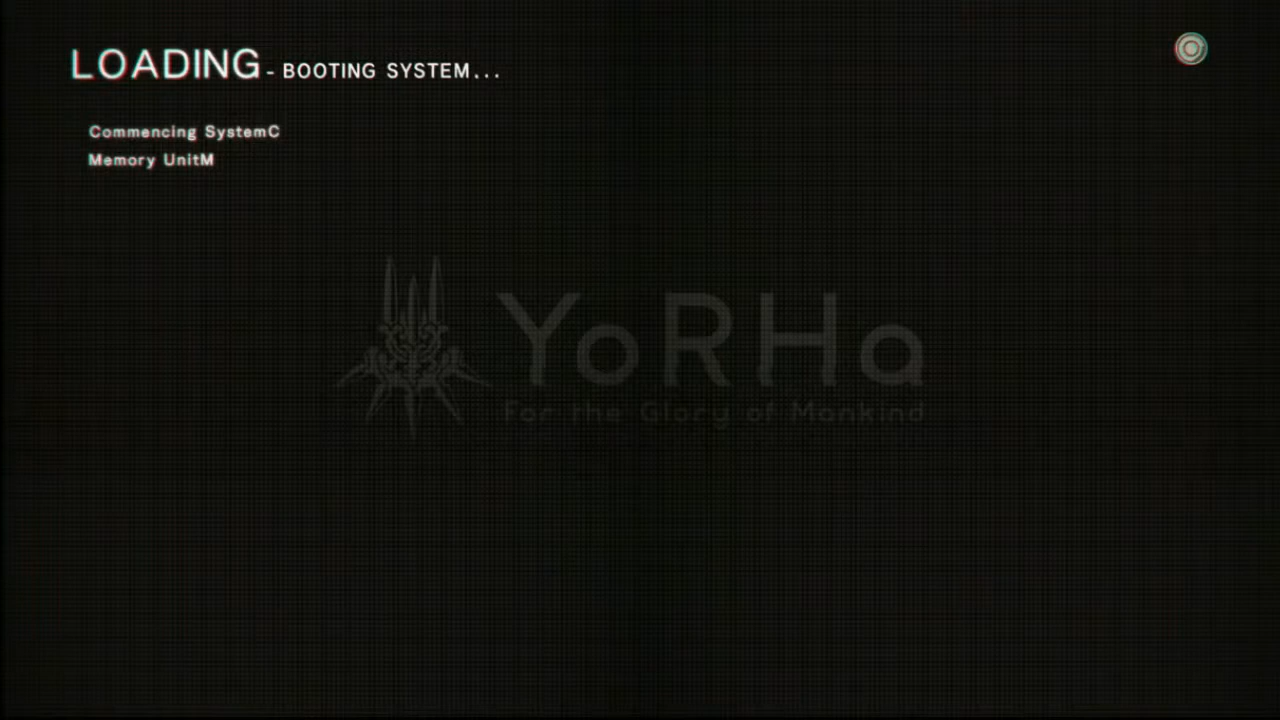 LOADING - BOOTING SYSTEM...
Commencing SystemC
Memory UnitM
YoRHa
For the Glory of Mankind